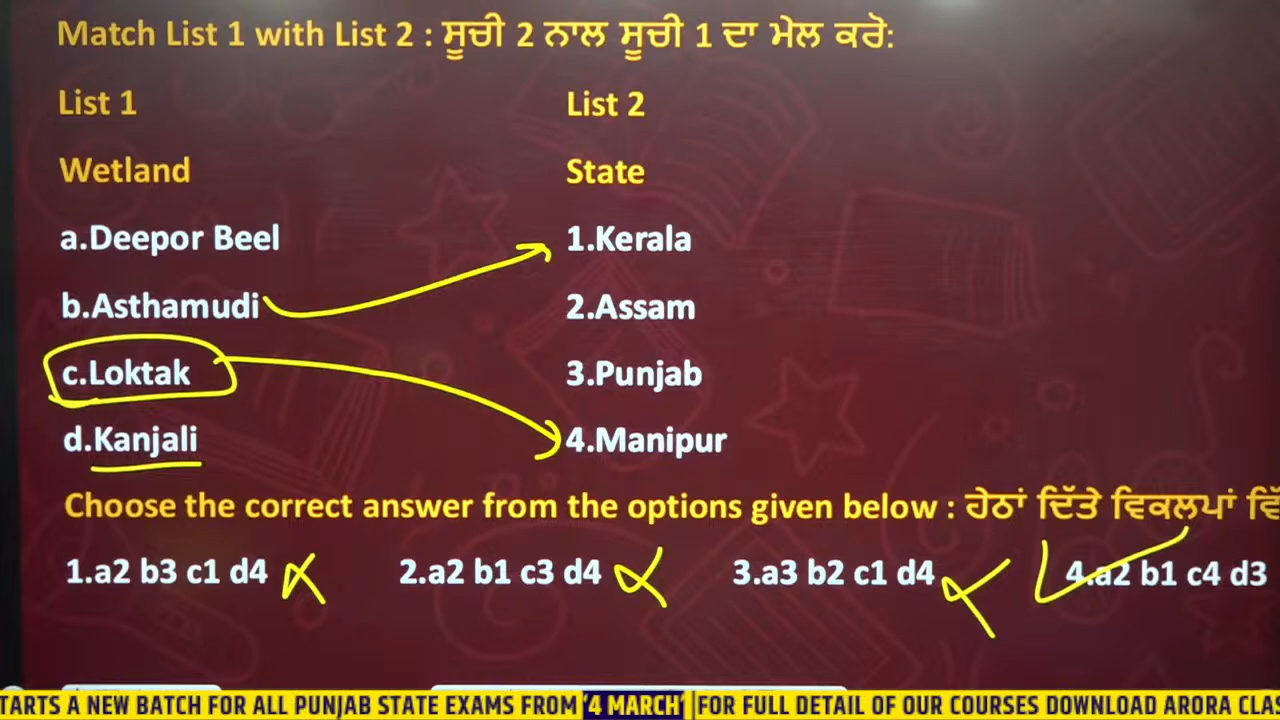 Match List 1 with List 2 : ਸੂਚੀ 2 ਨਾਲ ਸੂਚੀ 1 ਦਾ ਮੇਲ ਕਰੋ:
List 1 List 2
Wetland State
a.Deepor Beel 1.Kerala
b.Asthamudi 2.Assam
c.Loktak 3.Punjab
d.Kanjali 4.Manipur
Choose the correct answer from the options given below : ਹੇਠਾਂ ਦਿੱਤੇ ਵਿਕਲਪਾਂ
1.a2 b3 c1 d4 2.a2 b1 c3 d4 3.a3 b2 c1 d4 4.a2 b1 c4 d3
TARTS A NEW BATCH FOR ALL PUNJAB STATE EXAMS FROM '4 MARCH' |FOR FULL DETAIL OF OUR COURSES DOWNLOAD ARORA CLAS